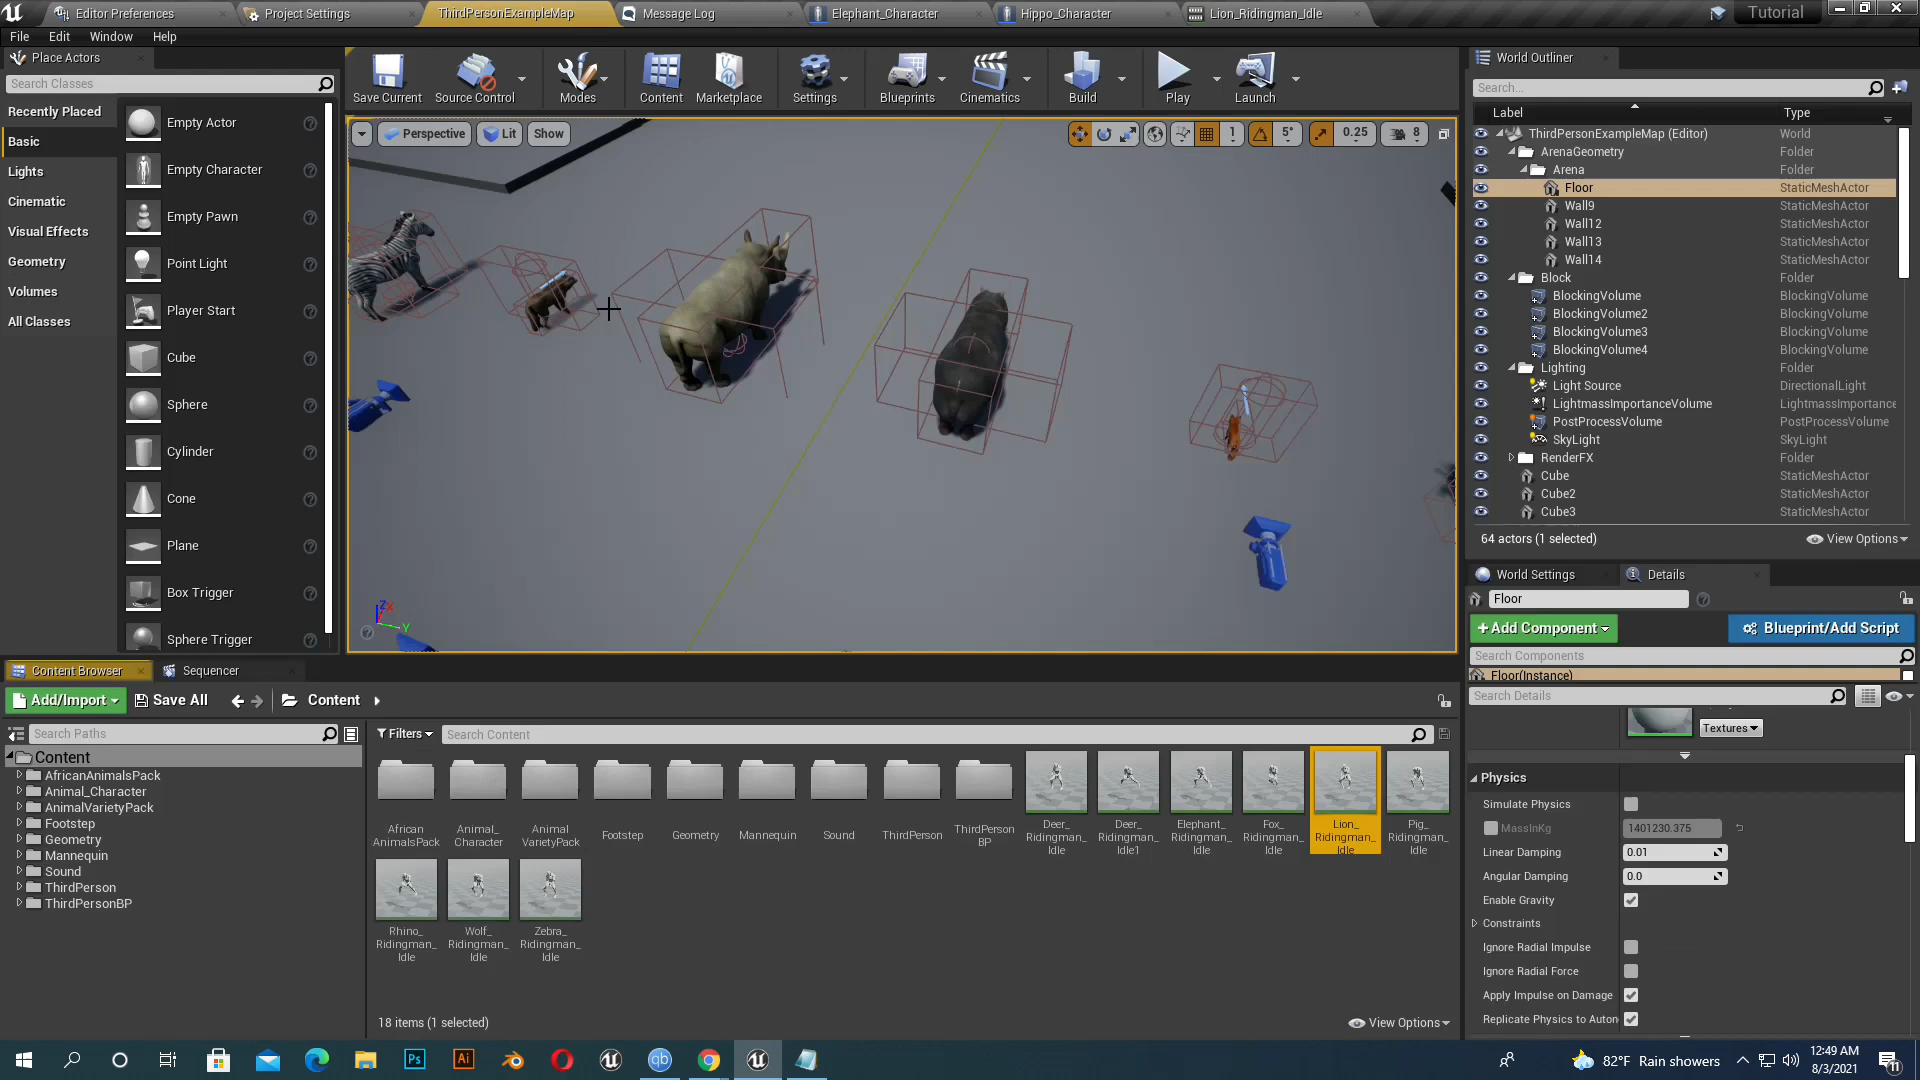 Editor Preferences
Project Settings
ThirdPersonExampleMap
Message Log
Elephant_Character
Hippo_Character
Lion_Ridingman_Idle
Tutorial
File
Edit
Window
Help
Place Actors
Search Classes
Recently Placed
Basic
Lights
Cinematic
Visual Effects
Geometry
Volumes
All Classes
Empty Actor
Empty Character
Empty Pawn
Point Light
Player Start
Cube
Sphere
Cylinder
Cone
Plane
Box Trigger
Sphere Trigger
Save Current
Source Control
Modes
Content
Marketplace
Settings
Blueprints
Cinematics
Build
Play
Launch
Perspective
Lit
Show
1
5°
0.25
8
Z
X
Y
World Outliner
Search...
Label
Type
ThirdPersonExampleMap (Editor) World
ArenaGeometry Folder
Arena Folder
Floor StaticMeshActor
Wall9 StaticMeshActor
Wall12 StaticMeshActor
Wall13 StaticMeshActor
Wall14 StaticMeshActor
Block Folder
BlockingVolume BlockingVolume
BlockingVolume2 BlockingVolume
BlockingVolume3 BlockingVolume
BlockingVolume4 BlockingVolume
Lighting Folder
Light Source DirectionalLight
LightmassImportanceVolume LightmassImportance
PostProcessVolume PostProcessVolume
SkyLight SkyLight
RenderFX Folder
Cube StaticMeshActor
Cube2 StaticMeshActor
Cube3 StaticMeshActor
64 actors (1 selected)
View Options
World Settings
Details
Floor
+Add Component
Blueprint/Add Script
Search Components
Floor(Instance)
Search Details
Textures
Physics
Simulate Physics
MassInKg 1401230.375
Linear Damping 0.01
Angular Damping 0.0
Enable Gravity
Constraints
Ignore Radial Impulse
Ignore Radial Force
Apply Impulse on Damage
Replicate Physics to Auton
Content Browser
Sequencer
Add/Import
Save All
Content
Search Paths
Filters
Search Content
Content
AfricanAnimalsPack
Animal_Character
AnimalVarietyPack
Footstep
Geometry
Mannequin
Sound
ThirdPerson
ThirdPersonBP
African
AnimalsPack
Animal_
Character
Animal
VarietyPack
Footstep
Geometry
Mannequin
Sound
ThirdPerson
ThirdPerson
BP
Deer_
Ridingman_
Idle
Deer_
Ridingman_
Idle1
Elephant_
Ridingman_
Idle
Fox_
Ridingman_
Idle
Lion_
Ridingman_
Idle
Pig_
Ridingman_
Idle
Rhino_
Ridingman_
Idle
Wolf_
Ridingman_
Idle
Zebra_
Ridingman_
Idle
18 items (1 selected)
View Options
Ps
Ai
qb
82°F Rain showers
12:49 AM
8/3/2021
11